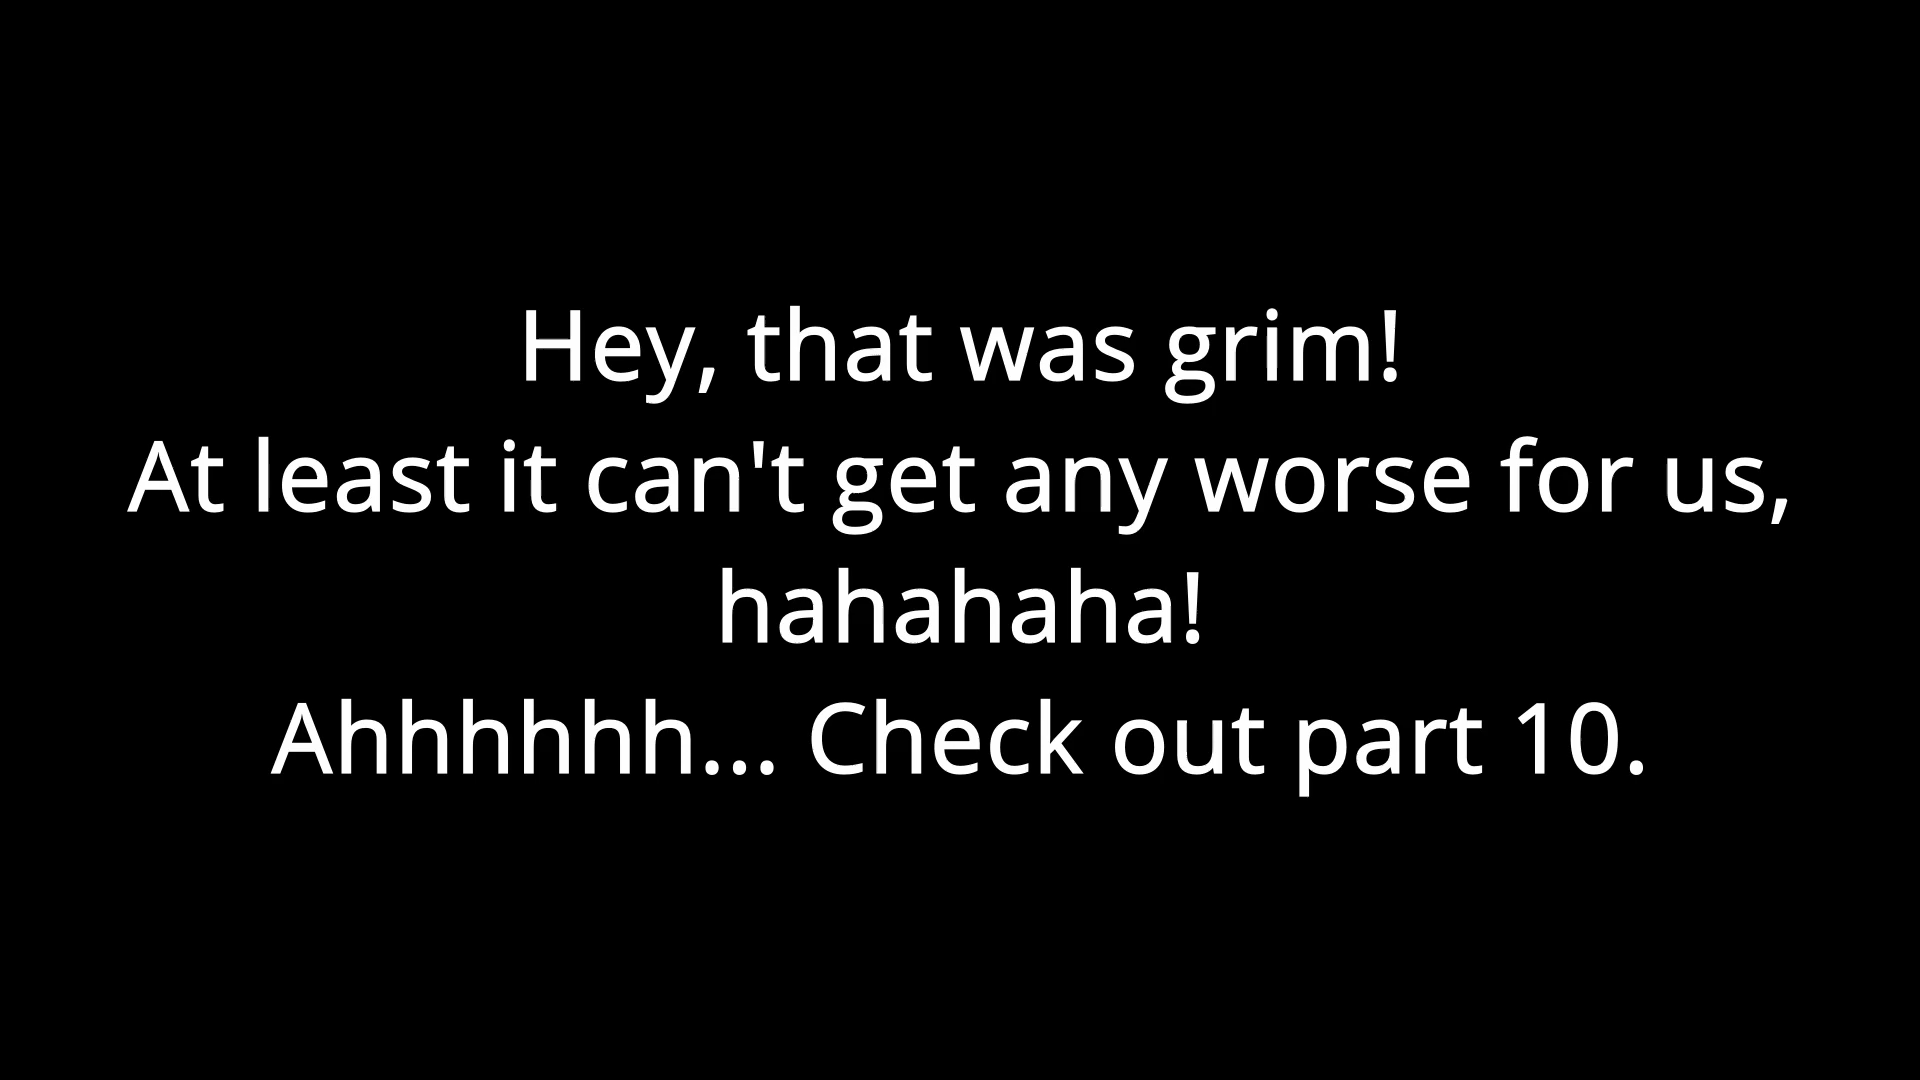 Hey, that was grim!
At least it can't get any worse for us,
hahahaha!
Ahhhhhh... Check out part 10.